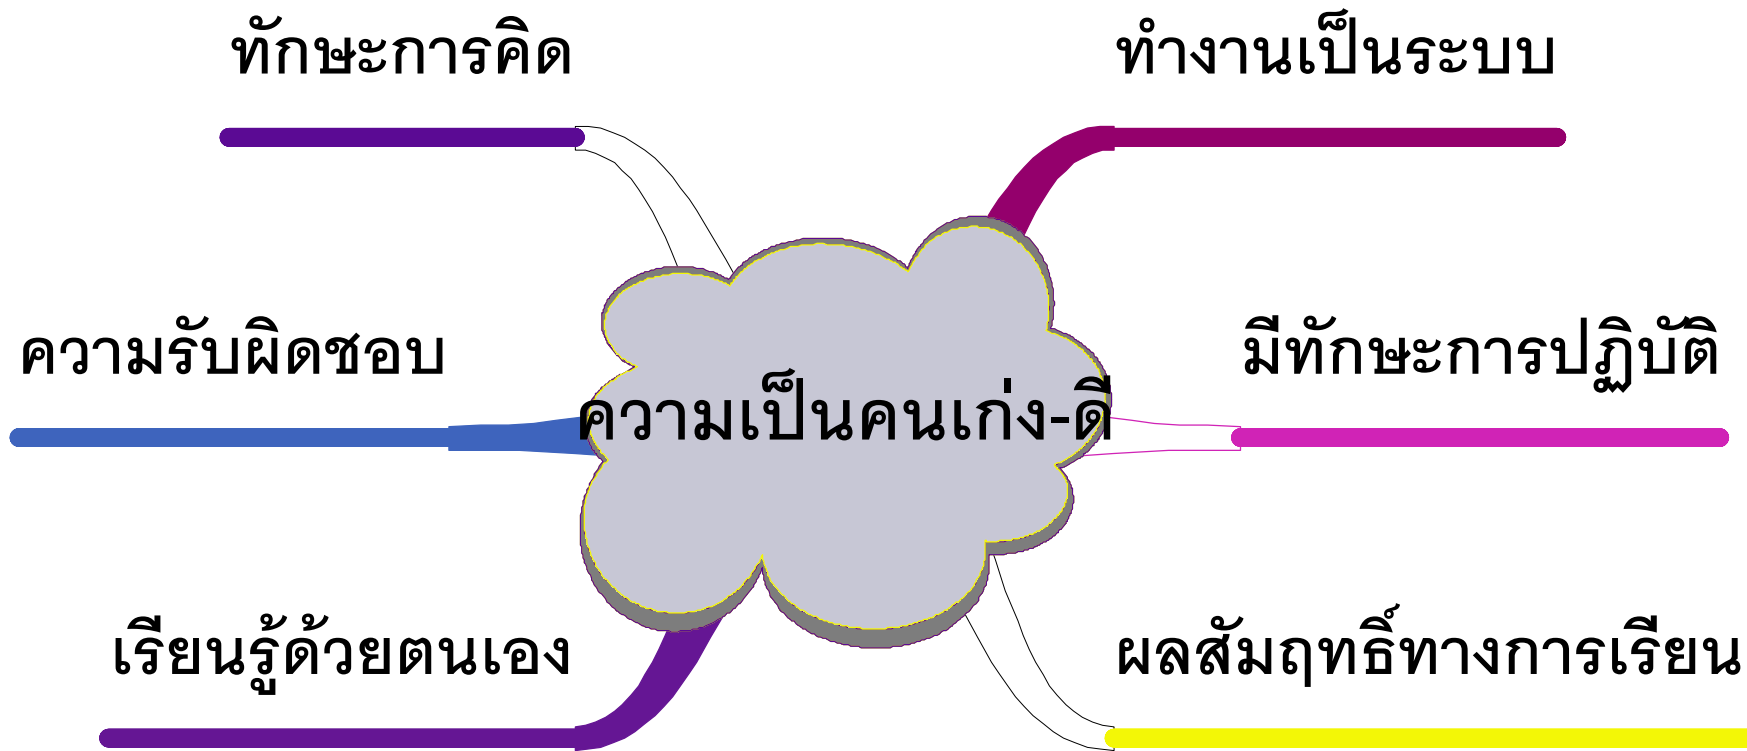 ทักษะการคิด
ทำงานเป็นระบบ
ความรับผิดชอบ
มีทักษะการปฏิบัติ
ความเป็นคนเก่ง-ดี
เรียนรู้ด้วยตนเอง
ผลสัมฤทธิ์ทางการเรียน